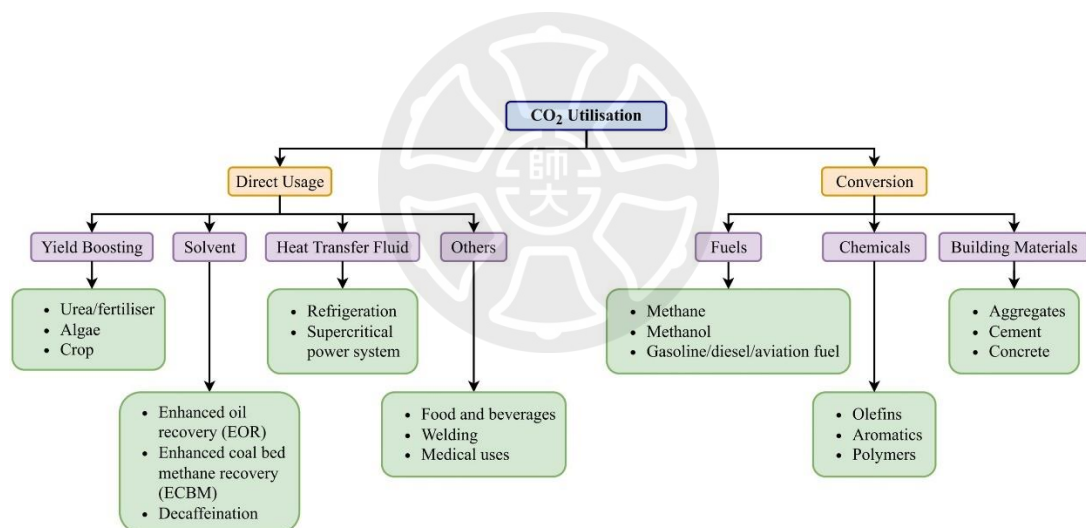 CO₂ Utilisation
Direct Usage
Conversion
Yield Boosting
Solvent
Heat Transfer Fluid
Others
Fuels
Chemicals
Building Materials
• Urea/fertiliser
• Algae
• Crop
• Enhanced oil
recovery (EOR)
• Enhanced coal bed
methane recovery
(ECBM)
• Decaffeination
• Refrigeration
• Supercritical
power system
• Food and beverages
• Welding
• Medical uses
• Methane
• Methanol
• Gasoline/diesel/aviation fuel
• Olefins
• Aromatics
• Polymers
• Aggregates
• Cement
• Concrete
師
大